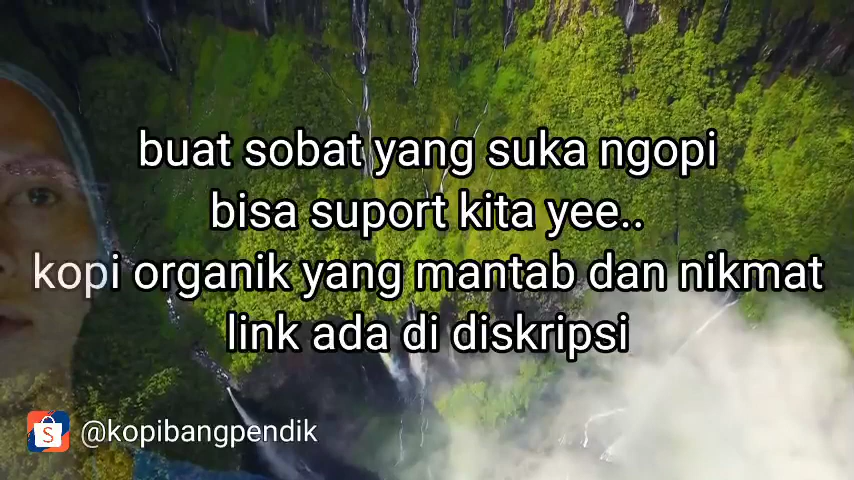 buat sobat yang suka ngopi
bisa suport kita yee..
kopi organik yang mantab dan nikmat
link ada di diskripsi
@kopibangpendik